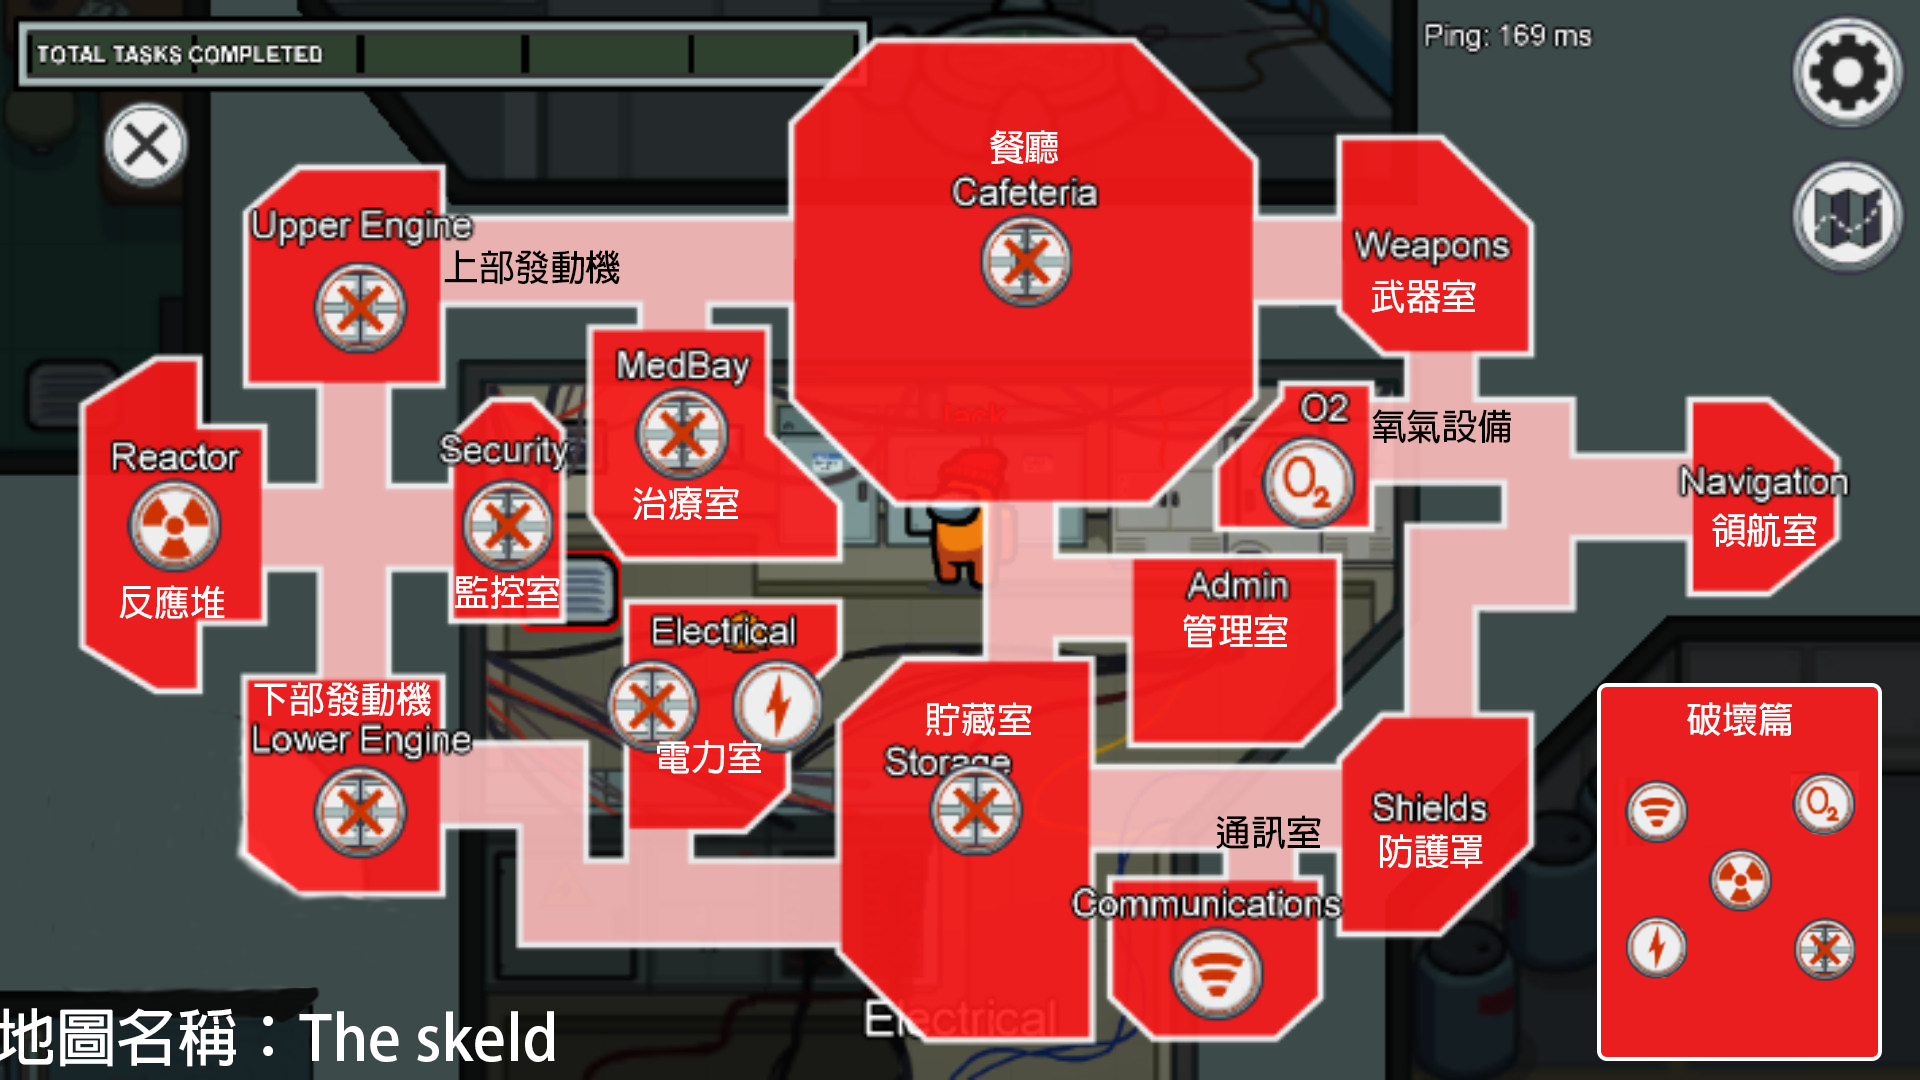 TOTAL TASKS COMPLETED
Ping: 169 ms
餐廳
Cafeteria
Upper Engine
上部發動機
Weapons
武器室
MedBay
治療室
O2
氧氣設備
O2
Reactor
反應堆
Security
監控室
Navigation
領航室
Admin
管理室
Electrical
電力室
下部發動機
Lower Engine
貯藏室
Storage
Shields
防護罩
通訊室
Communications
破壞篇
O2
Electrical
地圖名稱：The skeld